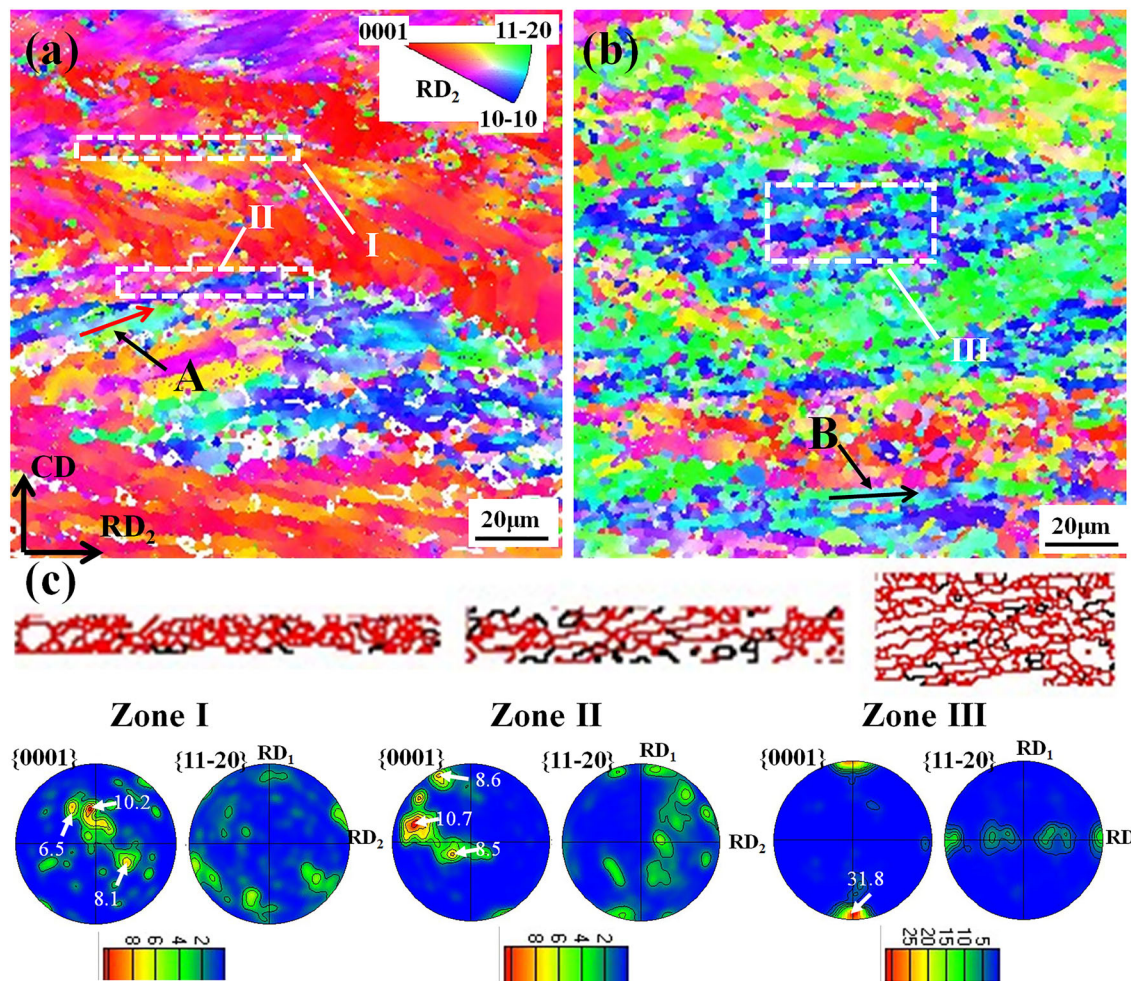 (a)
0001 11-20
RD2
10-10
(b)
II
I
III
A
B
CD
RD2
20μm
20μm
(c)
Zone I Zone II Zone III
{0001} {11-20} RD1
{0001} {11-20} RD1
{0001} {11-20} RD1
10.2
6.5
8.1
RD2
8.6
10.7
8.5
RD2
31.8
RD
8 6 4 2
8 6 4 2
25 20 15 10 5